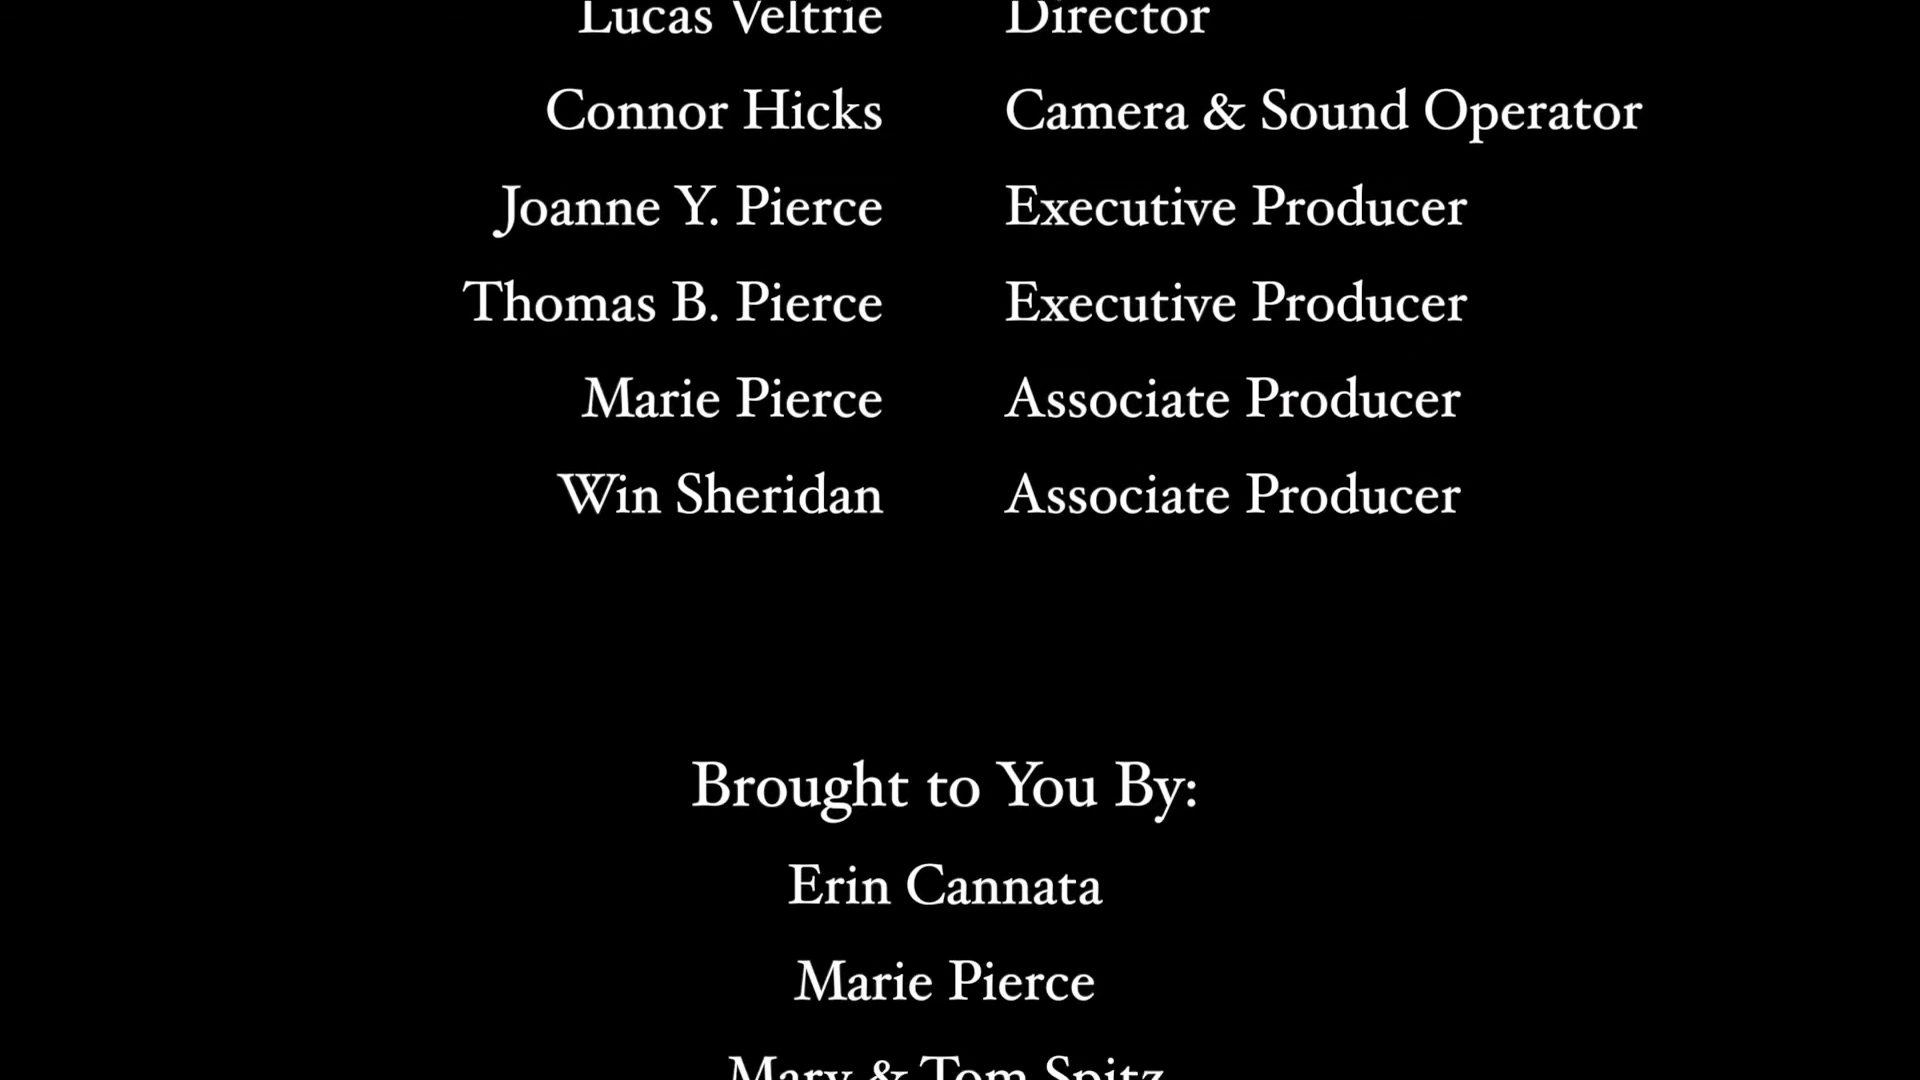 Lucas Veltrie Director
Connor Hicks Camera & Sound Operator
Joanne Y. Pierce Executive Producer
Thomas B. Pierce Executive Producer
Marie Pierce Associate Producer
Win Sheridan Associate Producer
Brought to You By:
Erin Cannata
Marie Pierce
Mary & Tom Spitz